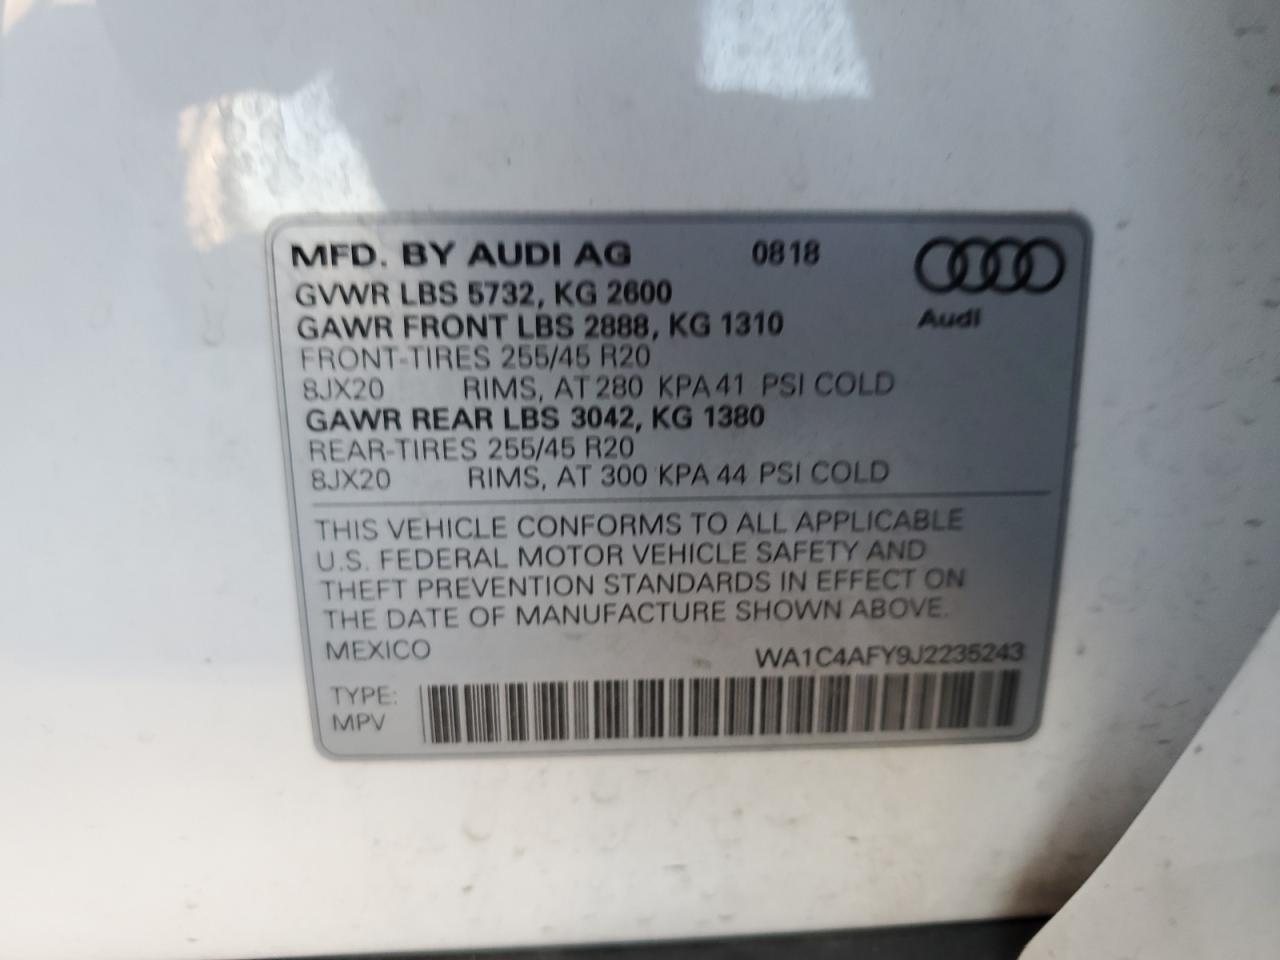 MFD. BY AUDI AG 0818
Audi
GVWR LBS 5732, KG 2600
GAWR FRONT LBS 2888, KG 1310
FRONT-TIRES 255/45 R20
8JX20 RIMS, AT 280 KPA 41 PSI COLD
GAWR REAR LBS 3042, KG 1380
REAR-TIRES 255/45 R20
8JX20 RIMS, AT 300 KPA 44 PSI COLD
THIS VEHICLE CONFORMS TO ALL APPLICABLE
U.S. FEDERAL MOTOR VEHICLE SAFETY AND
THEFT PREVENTION STANDARDS IN EFFECT ON
THE DATE OF MANUFACTURE SHOWN ABOVE.
MEXICO WA1C4AFY9J2235243
TYPE:
MPV